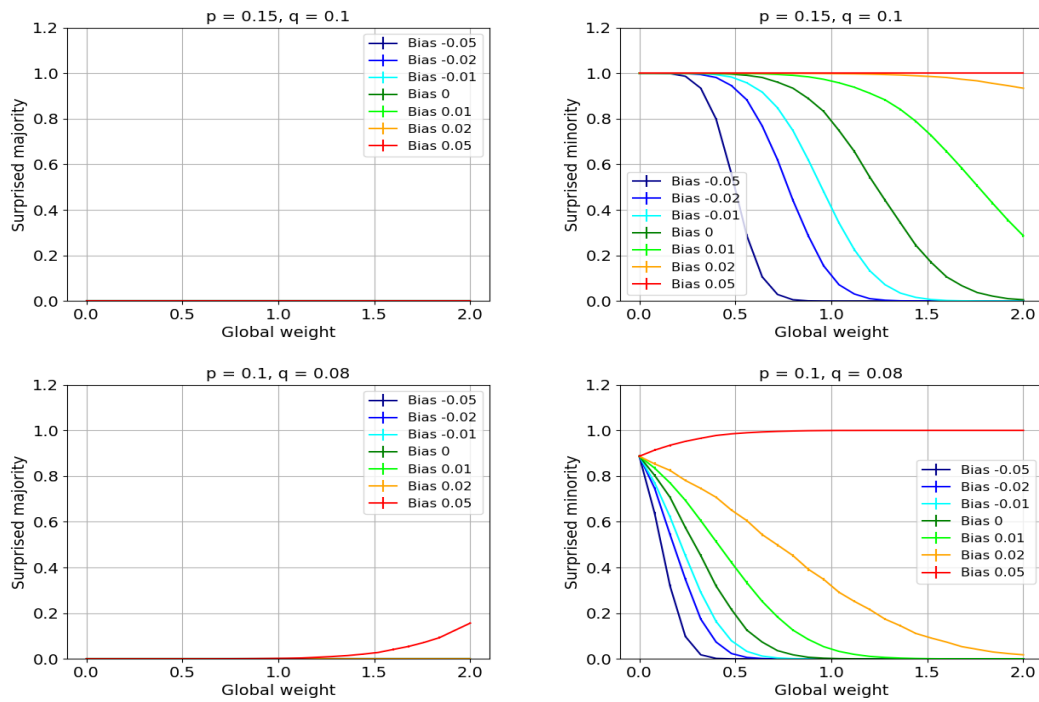 p = 0.15, q = 0.1
Surprised majority
1.2
1.0
0.8
0.6
0.4
0.2
0.0
Bias -0.05
Bias -0.02
Bias -0.01
Bias 0
Bias 0.01
Bias 0.02
Bias 0.05
0.0 0.5 1.0 1.5 2.0
Global weight
p = 0.15, q = 0.1
Surprised minority
1.2
1.0
0.8
0.6
0.4
0.2
0.0
Bias -0.05
Bias -0.02
Bias -0.01
Bias 0
Bias 0.01
Bias 0.02
Bias 0.05
0.0 0.5 1.0 1.5 2.0
Global weight
p = 0.1, q = 0.08
Surprised majority
1.2
1.0
0.8
0.6
0.4
0.2
0.0
Bias -0.05
Bias -0.02
Bias -0.01
Bias 0
Bias 0.01
Bias 0.02
Bias 0.05
0.0 0.5 1.0 1.5 2.0
Global weight
p = 0.1, q = 0.08
Surprised minority
1.2
1.0
0.8
0.6
0.4
0.2
0.0
Bias -0.05
Bias -0.02
Bias -0.01
Bias 0
Bias 0.01
Bias 0.02
Bias 0.05
0.0 0.5 1.0 1.5 2.0
Global weight